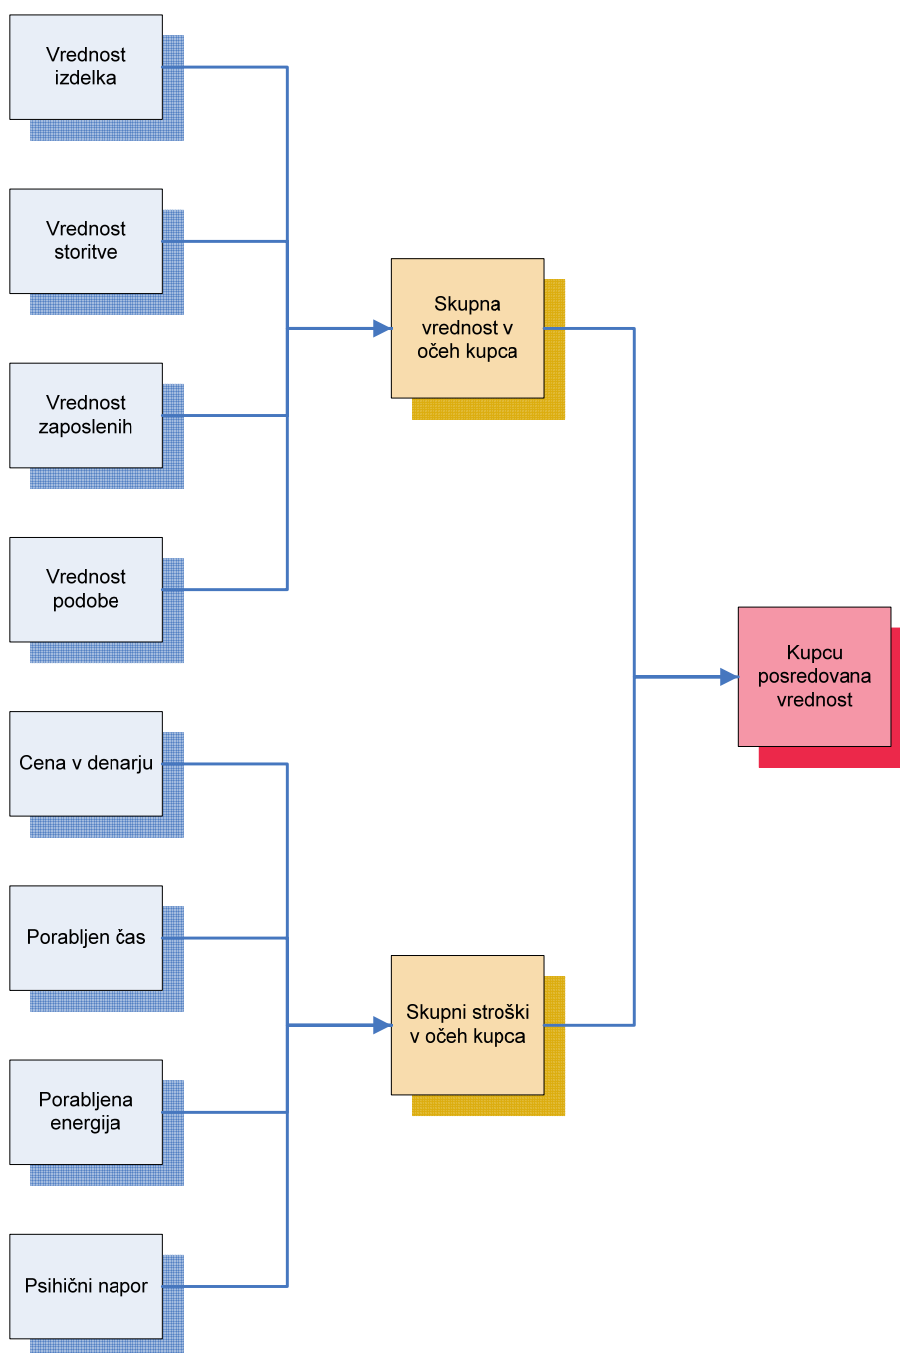 Vrednost
izdelka
Vrednost
storitve
Vrednost
zaposlenih
Vrednost
podobe
Cena v denarju
Porabljen čas
Porabljena
energija
Psihični napor
Skupna
vrednost v
očeh kupca
Skupni stroški
v očeh kupca
Kupcu
posredovana
vrednost